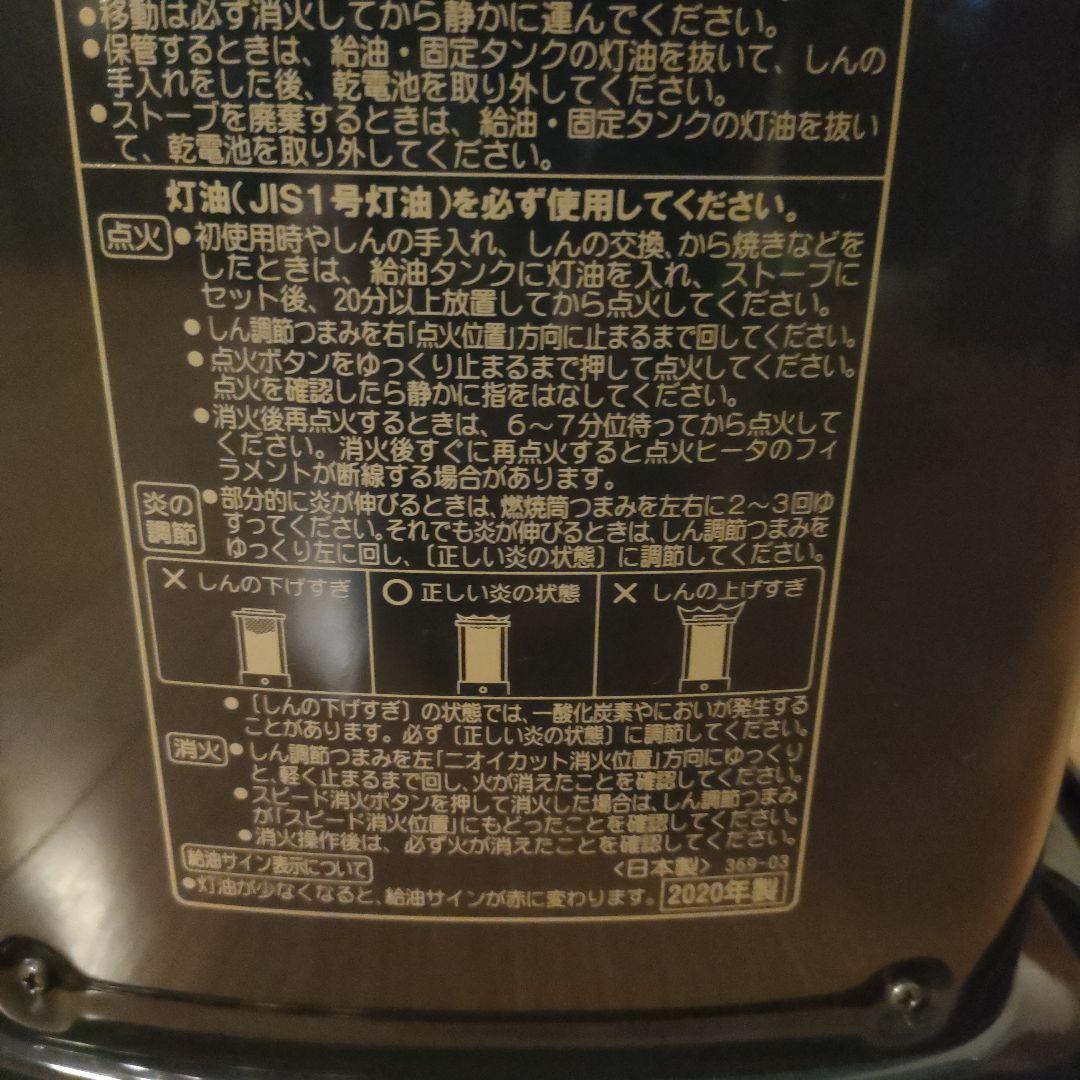 ●移動は必ず消火してから静かに運んでください。
●保管するときは、給油・固定タンクの灯油を抜いて、しんの
手入れをした後、乾電池を取り外してください。
●ストーブを廃棄するときは、給油・固定タンクの灯油を抜い
て、乾電池を取り外してください。
灯油(JIS1号灯油)を必ず使用してください。
点火 ●初使用時やしんの手入れ、しんの交換、から焼きなどを
したときは、給油タンクに灯油を入れ、ストーブに
セット後、20分以上放置してから点火してください。
●しん調節つまみを右「点火位置」方向に止まるまで回してください。
●点火ボタンをゆっくり止まるまで押して点火してください。
点火を確認したら静かに指をはなしてください。
●消火後再点火するときは、6〜7分位待ってから点火して
ください。消火後すぐに再点火すると点火ヒータのフィ
ラメントが断線する場合があります。
炎の調節 ●部分的に炎が伸びるときは、燃焼筒つまみを左右に2〜3回ゆ
すってください。それでも炎が伸びるときは、しん調節つまみを
ゆっくり左に回し、〔正しい炎の状態〕に調節してください。
× しんの下げすぎ ○ 正しい炎の状態 × しんの上げすぎ
●〔しんの下げすぎ〕の状態では、一酸化炭素やにおいが発生する
ことがあります。必ず〔正しい炎の状態〕に調節してください。
消火 ●しん調節つまみを左「ニオイカット消火位置」方向にゆっくり
と、軽く止まるまで回し、火が消えたことを確認してください。
●スピード消火ボタンを押して消火した場合は、しん調節つまみ
が「スピード消火位置」にもどったことを確認してください。
●消火操作後は、必ず火が消えたことを確認してください。
給油サイン表示について <日本製> 369-03
●灯油が少なくなると、給油サインが赤に変わります。 2020年製